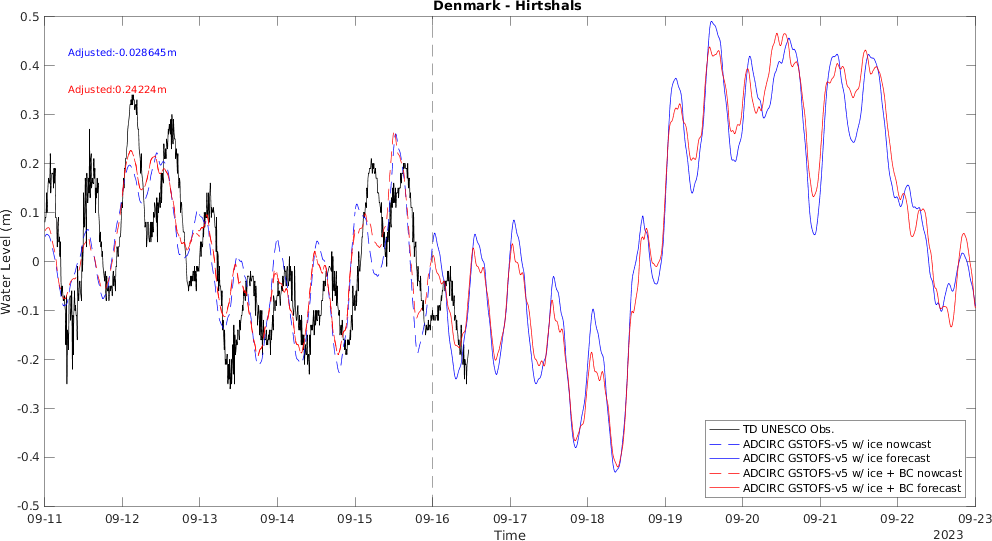 Denmark - Hirtshals
Adjusted:-0.028645m
Adjusted:0.24224m
0.5
0.4
0.3
0.2
0.1
0
-0.1
-0.2
-0.3
-0.4
-0.5
Water Level (m)
TD UNESCO Obs.
ADCIRC GSTOFS-v5 w/ ice nowcast
ADCIRC GSTOFS-v5 w/ ice forecast
ADCIRC GSTOFS-v5 w/ice + BC nowcast
ADCIRC GSTOFS-v5 w/ice + BC forecast
09-11 09-12 09-13 09-14 09-15 09-16 09-17 09-18 09-19 09-20 09-21 09-22 09-23
Time
2023